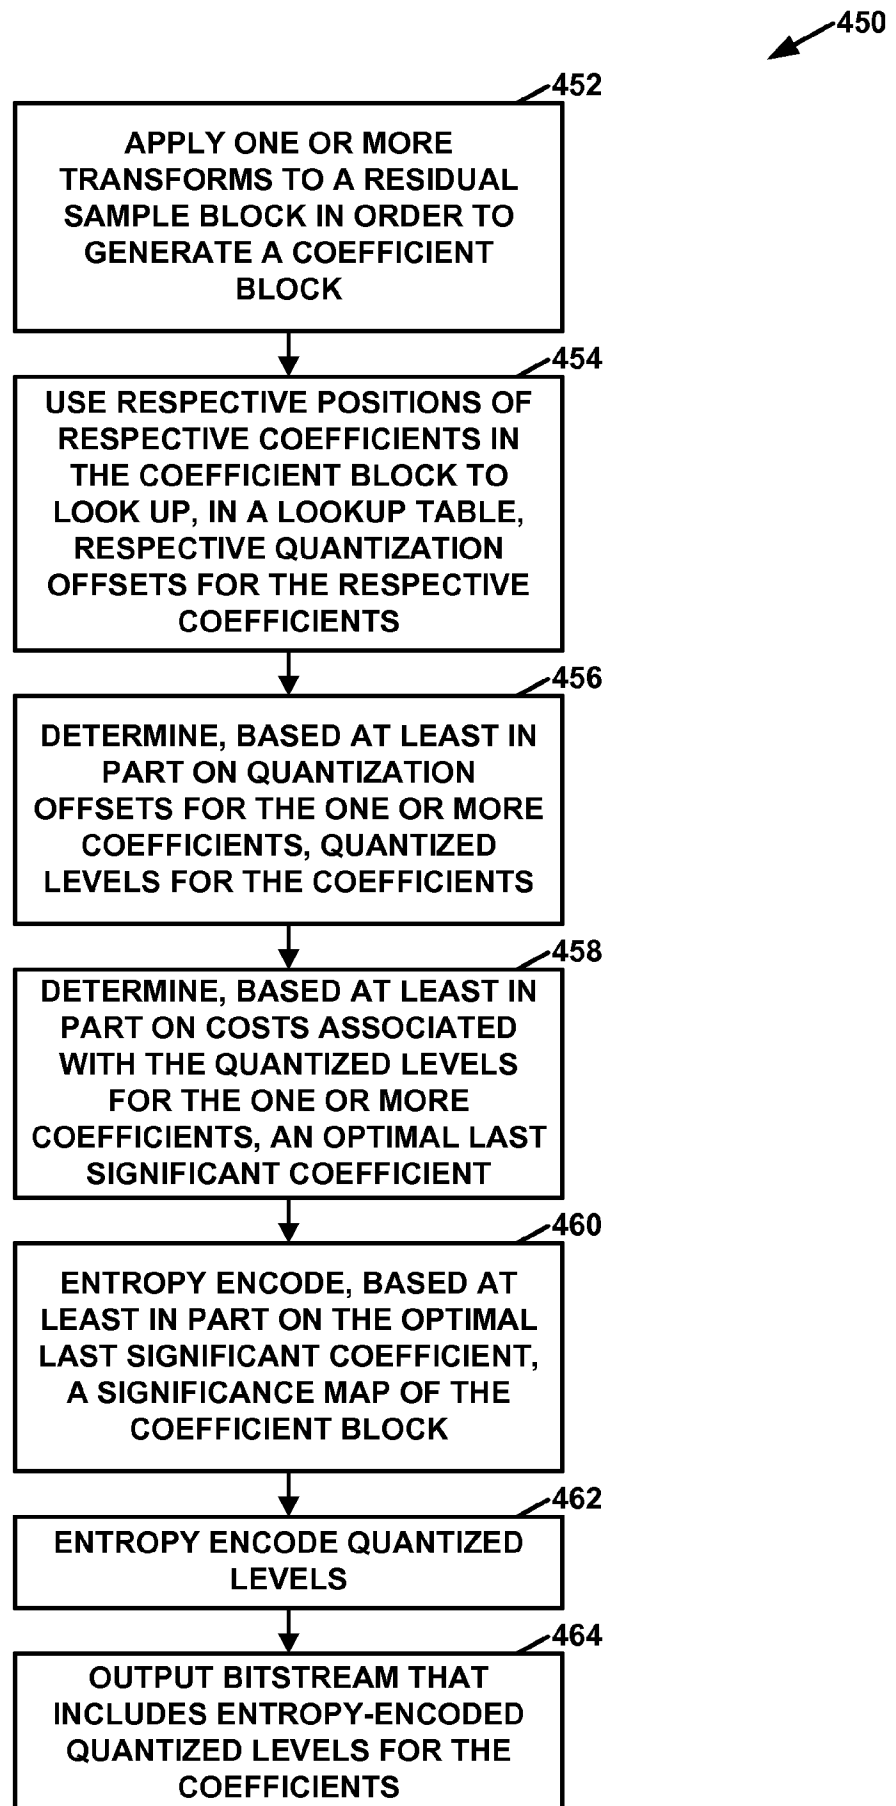 450
452
APPLY ONE OR MORE
TRANSFORMS TO A RESIDUAL
SAMPLE BLOCK IN ORDER TO
GENERATE A COEFFICIENT
BLOCK
454
USE RESPECTIVE POSITIONS OF
RESPECTIVE COEFFICIENTS IN
THE COEFFICIENT BLOCK TO
LOOK UP, IN A LOOKUP TABLE,
RESPECTIVE QUANTIZATION
OFFSETS FOR THE RESPECTIVE
COEFFICIENTS
456
DETERMINE, BASED AT LEAST IN
PART ON QUANTIZATION
OFFSETS FOR THE ONE OR MORE
COEFFICIENTS, QUANTIZED
LEVELS FOR THE COEFFICIENTS
458
DETERMINE, BASED AT LEAST IN
PART ON COSTS ASSOCIATED
WITH THE QUANTIZED LEVELS
FOR THE ONE OR MORE
COEFFICIENTS, AN OPTIMAL LAST
SIGNIFICANT COEFFICIENT
460
ENTROPY ENCODE, BASED AT
LEAST IN PART ON THE OPTIMAL
LAST SIGNIFICANT COEFFICIENT,
A SIGNIFICANCE MAP OF THE
COEFFICIENT BLOCK
462
ENTROPY ENCODE QUANTIZED
LEVELS
464
OUTPUT BITSTREAM THAT
INCLUDES ENTROPY-ENCODED
QUANTIZED LEVELS FOR THE
COEFFICIENTS